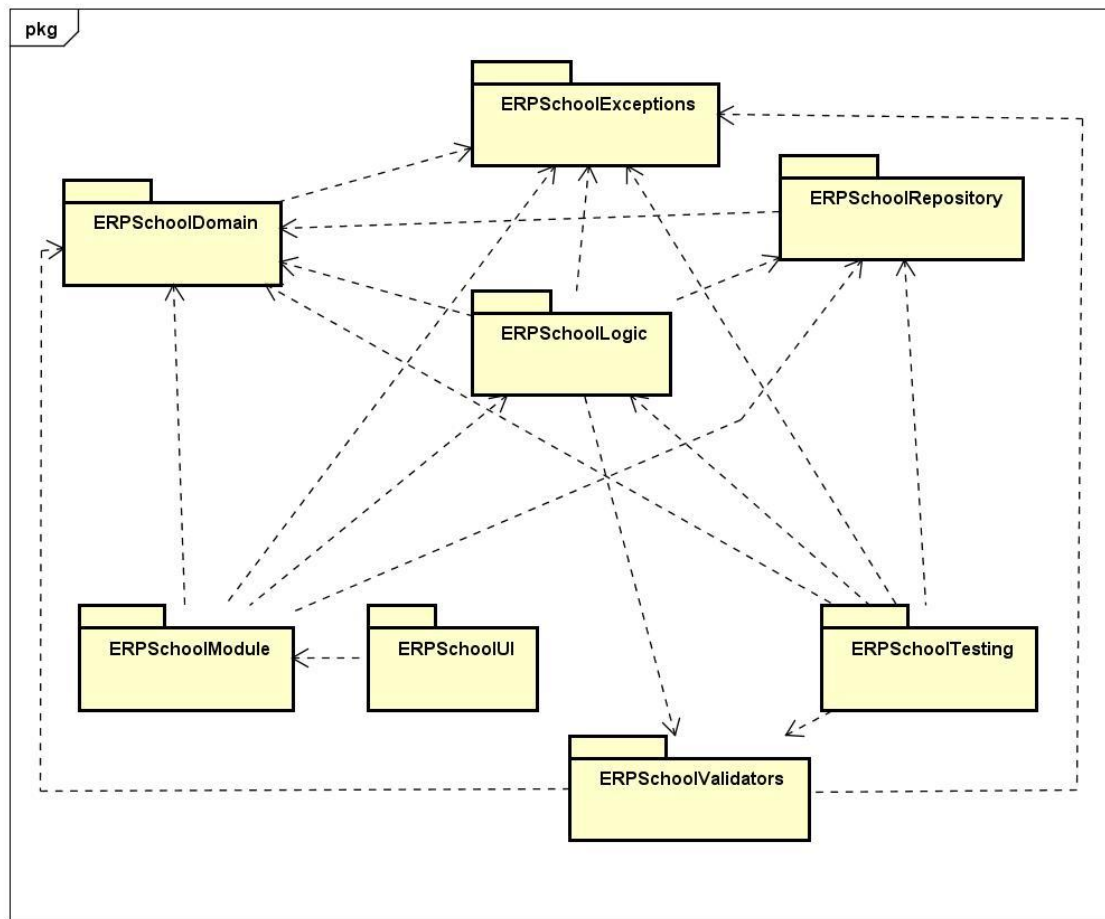 pkg
ERPSchoolExceptions
ERPSchoolRepository
ERPSchoolDomain
ERPSchoolLogic
ERPSchoolModule
ERPSchoolUI
ERPSchoolTesting
ERPSchoolValidators